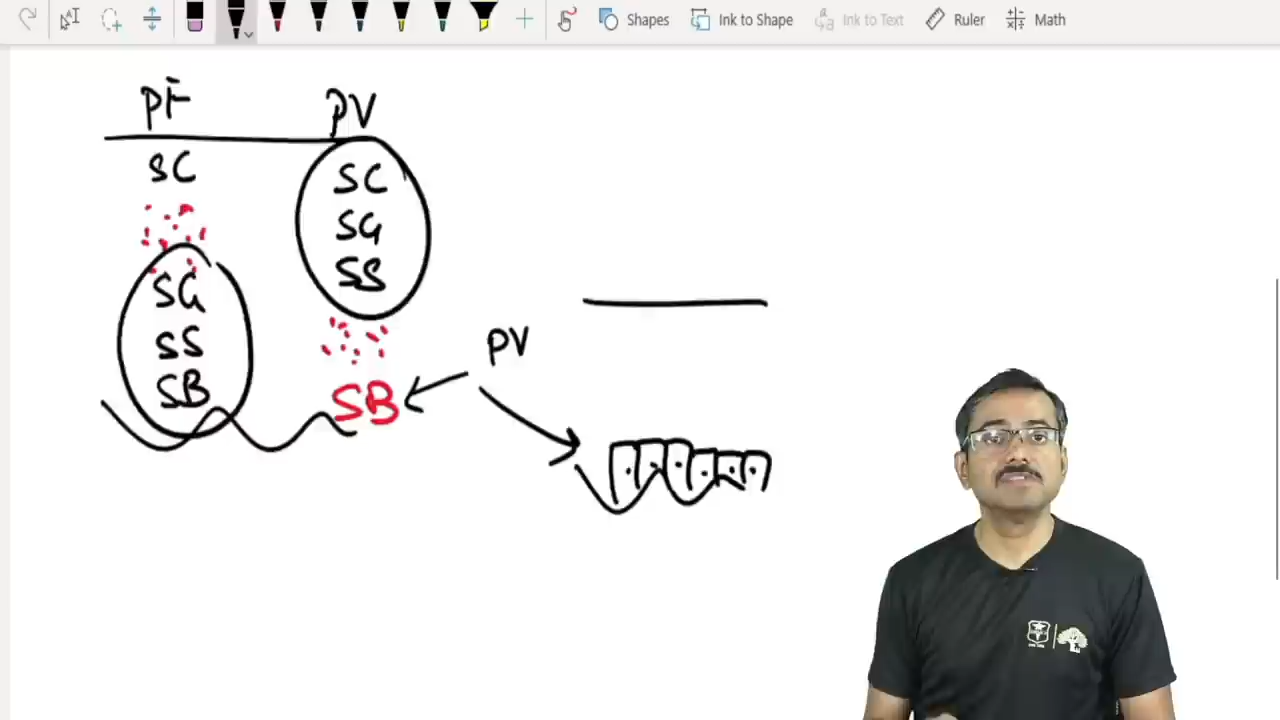 Shapes Ink to Shape Ink to Text Ruler Math
PF PV
SC SC
SG
SS
SG
SS
SB SB
PV